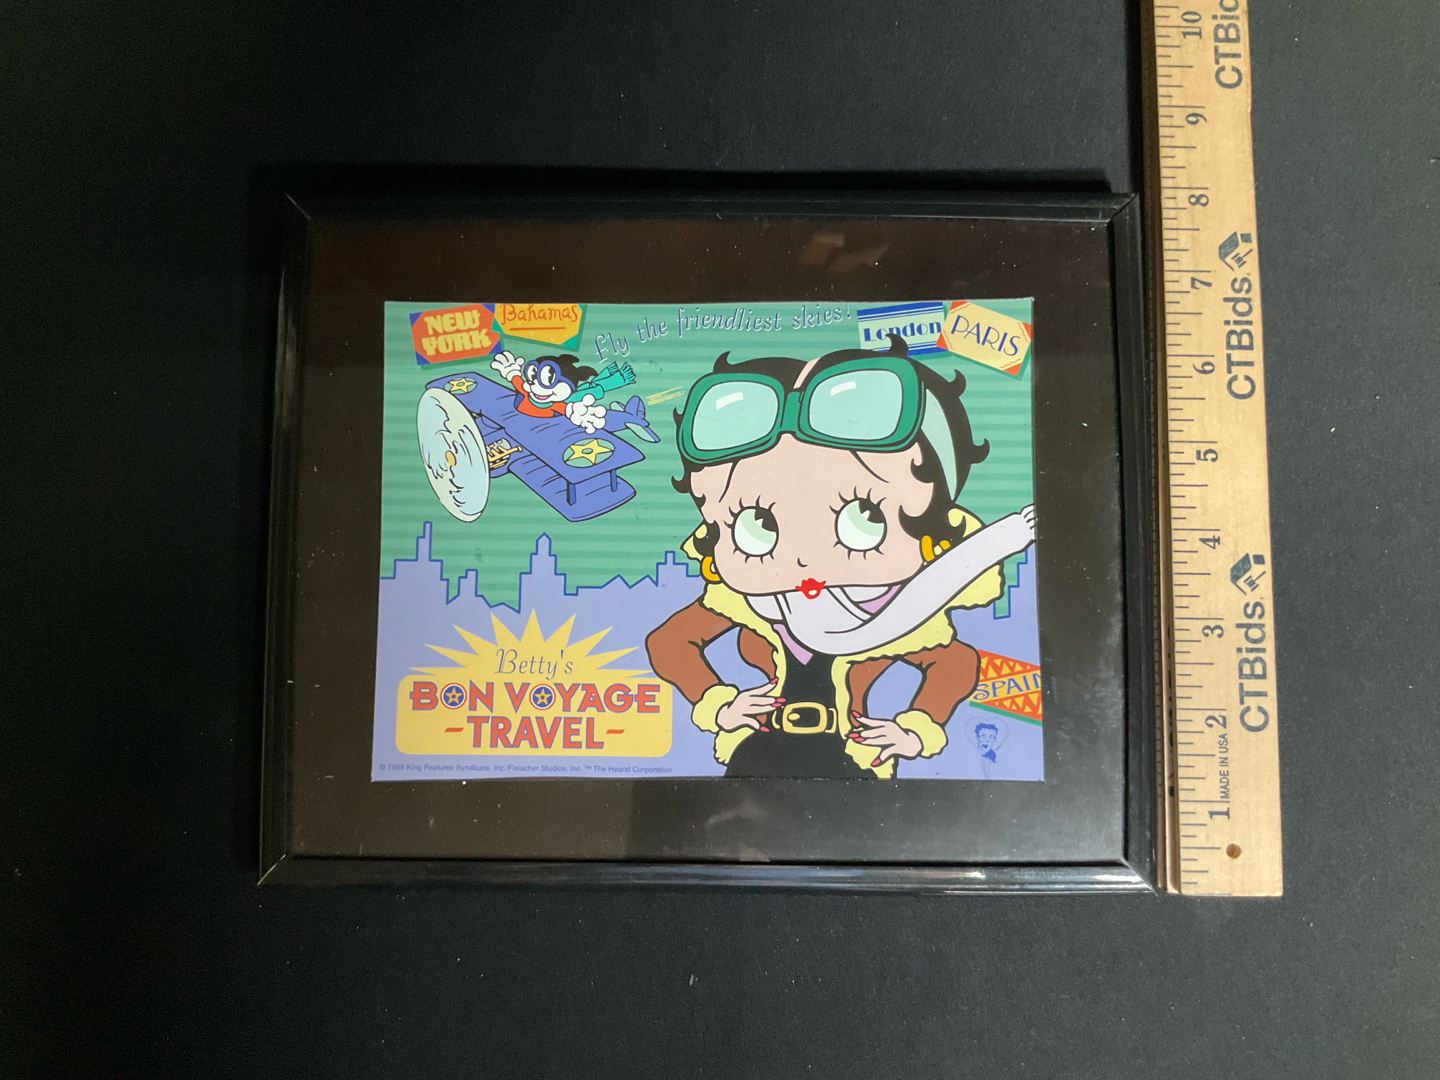 NEW
YORK
Bahamas
fly the friendliest skies!
London
PARIS
SPAIN
Betty's
BON VOYAGE
-TRAVEL-
© 1999 King Features Syndicate, Inc./Fleischer Studios, Inc. ™ The Hearst Corporation
10
9
8
7
6
5
4
3
2
1
MADE IN USA
CTBids
CTBids.
CTBids.
CTBids.